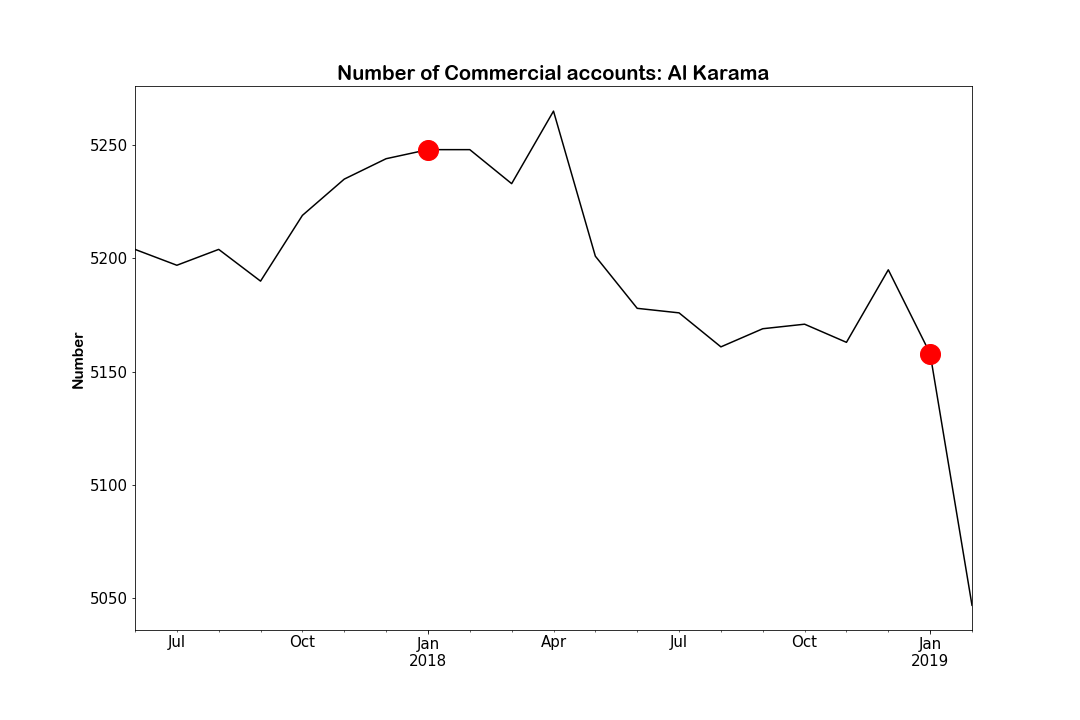 Number of Commercial accounts: Al Karama
Number
5250
5200
5150
5100
5050
Jul
Oct
Jan
2018
Apr
Jul
Oct
Jan
2019